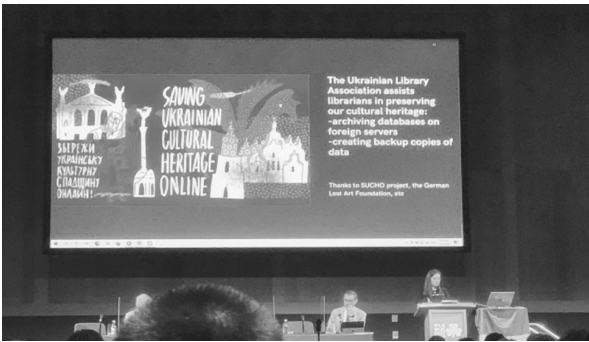 ЗБЕРЕЖИ
УКРАЇНСЬКУ
КУЛЬТУРНУ
СПАДЩИНУ
ОНЛАЙН!
SAVING
UKRAINIAN
CULTURAL
HERITAGE
ONLINE
The Ukrainian Library
Association assists
librarians in preserving
our cultural heritage:
-archiving databases on
foreign servers
-creating backup copies of
data
Thanks to SUCHO project, the German
Lost Art Foundation, etc